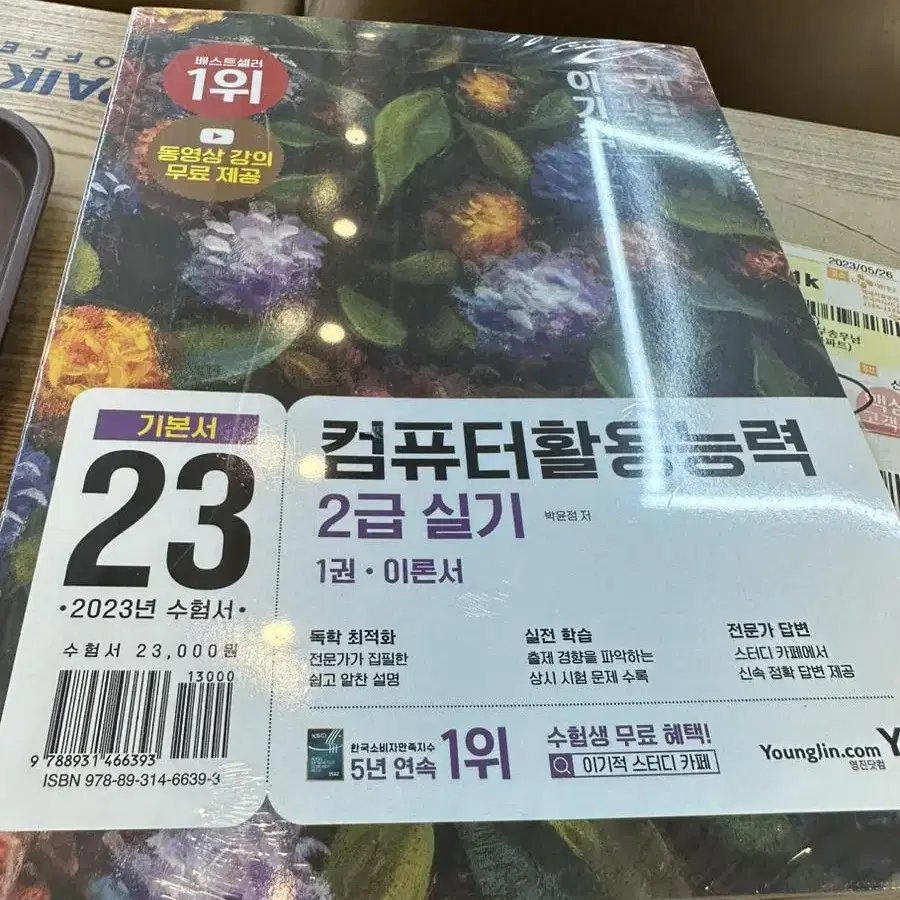 베스트셀러
1위
동영상 강의
무료 제공
기본서
23
•2023년 수험서•
수험서 23,000원
13000
9 788931 466393
ISBN 978-89-314-6639-3
컴퓨터활용능력
2급 실기
박윤정 저
1권 • 이론서
독학 최적화
전문가가 집필한
쉽고 알찬 설명
실전 학습
출제 경향을 파악하는
상시 시험 문제 수록
전문가 답변
스터디 카페에서
신속 정확 답변 제공
한국소비자만족지수
5년 연속
1위
수험생 무료 혜택!
이기적 스터디 카페
YoungJin.com
Y
영진닷컴
2023/05/26
1k